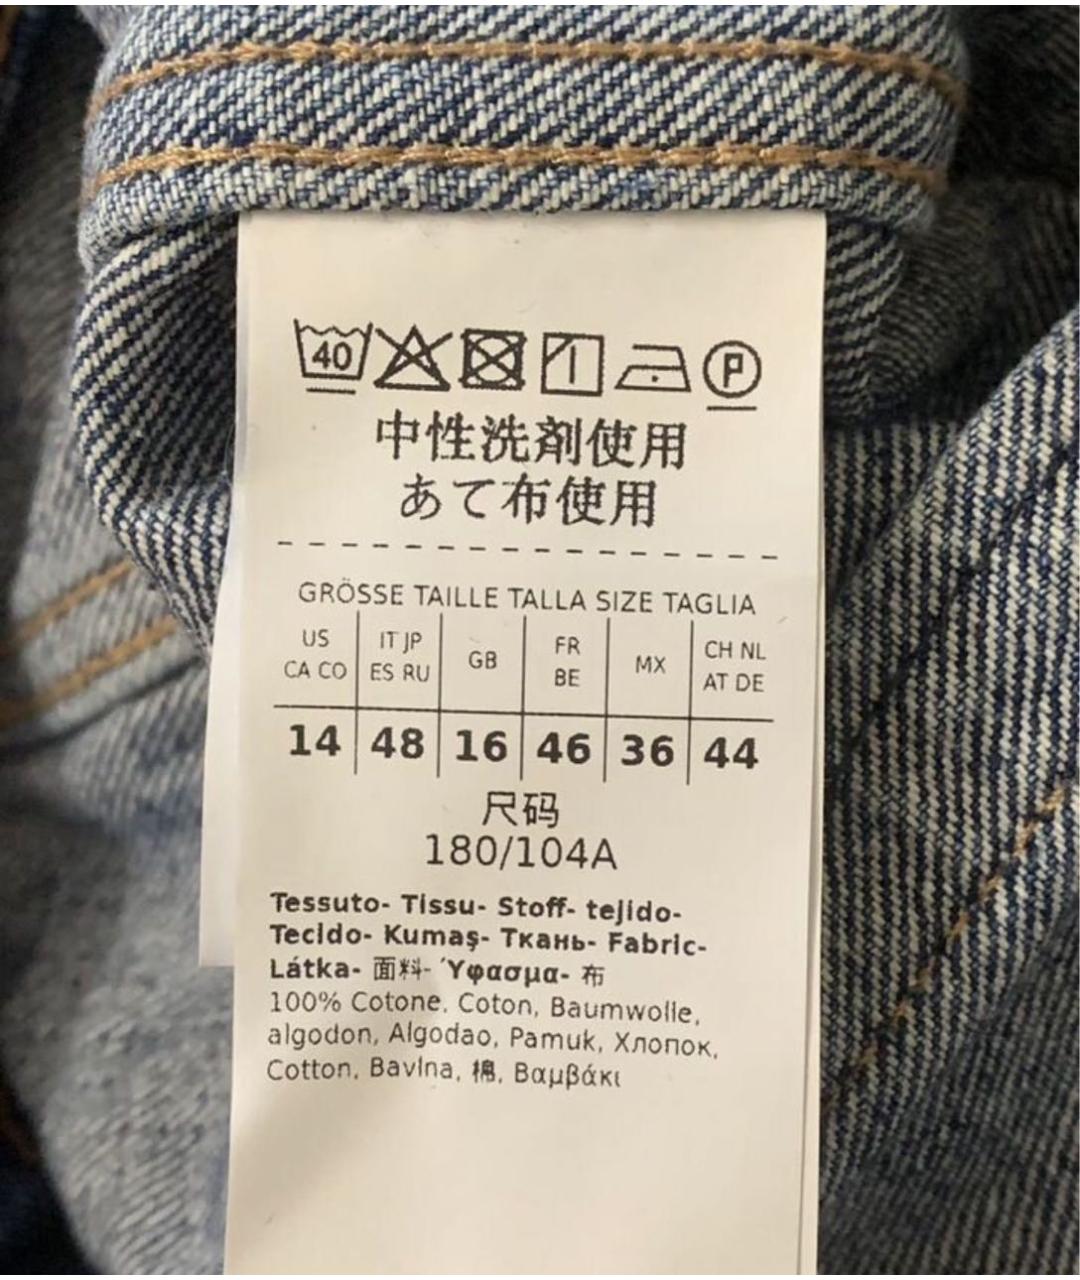 40 P
中性洗剤使用
あて布使用
GRÖSSE TAILLE TALLA SIZE TAGLIA
US IT JP GB FR MX CH NL
CA CO ES RU BE AT DE
14 48 16 46 36 44
尺码
180/104A
Tessuto- Tissu- Stoff- tejido-
Tecido- Kumaş- Ткань- Fabric-
Látka- 面料- Ύφασμα- 布
100% Cotone, Coton, Baumwolle,
algodon, Algodao, Pamuk, Хлопок,
Cotton, Bavlna, 棉, Βαμβάκι